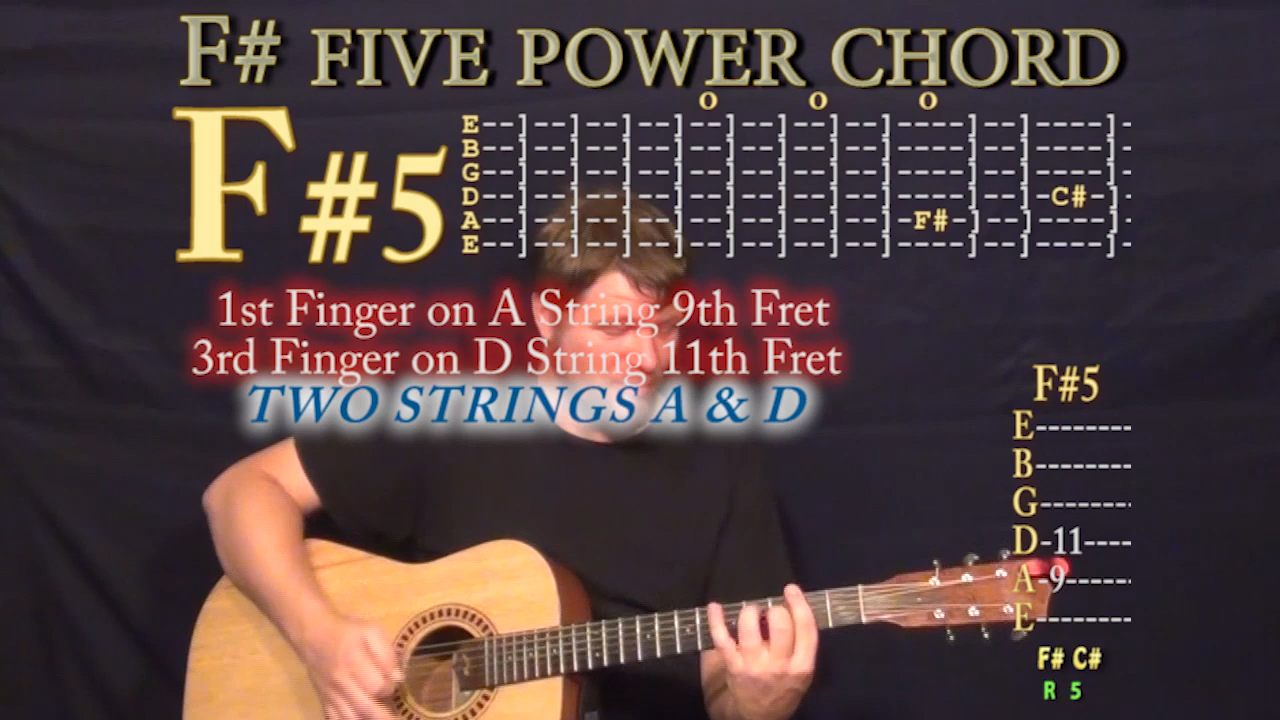 F# FIVE POWER CHORD
F#5
o o o
E--]--]--]--]--]--]--]--]----]--]----]-
B--]--]--]--]--]--]--]--]----]--]----]-
G--]--]--]--]--]--]--]--]----]--]----]-
D--]--]--]--]--]--]--]--]----]--]-C#-]-
A--]--]--]--]--]--]--]--]-F#-]--]----]-
E--]--]--]--]--]--]--]--]----]--]----]-
1st Finger on A String 9th Fret
3rd Finger on D String 11th Fret
TWO STRINGS A & D
F#5
E--------
B--------
G--------
D-11----
A-9------
E--------
F# C#
R 5